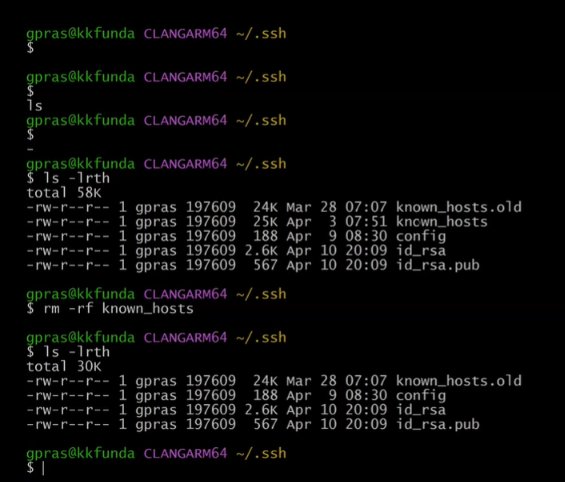 gpras@kkfunda CLANGARM64 ~/.ssh
$
gpras@kkfunda CLANGARM64 ~/.ssh
$
ls
gpras@kkfunda CLANGARM64 ~/.ssh
$
-
gpras@kkfunda CLANGARM64 ~/.ssh
$ ls -lrth
total 58K
-rw-r--r-- 1 gpras 197609  24K Mar 28 07:07 known_hosts.old
-rw-r--r-- 1 gpras 197609  25K Apr  3 07:51 known_hosts
-rw-r--r-- 1 gpras 197609  188 Apr  9 08:30 config
-rw-r--r-- 1 gpras 197609 2.6K Apr 10 20:09 id_rsa
-rw-r--r-- 1 gpras 197609  567 Apr 10 20:09 id_rsa.pub
gpras@kkfunda CLANGARM64 ~/.ssh
$ rm -rf known_hosts
gpras@kkfunda CLANGARM64 ~/.ssh
$ ls -lrth
total 30K
-rw-r--r-- 1 gpras 197609  24K Mar 28 07:07 known_hosts.old
-rw-r--r-- 1 gpras 197609  188 Apr  9 08:30 config
-rw-r--r-- 1 gpras 197609 2.6K Apr 10 20:09 id_rsa
-rw-r--r-- 1 gpras 197609  567 Apr 10 20:09 id_rsa.pub
gpras@kkfunda CLANGARM64 ~/.ssh
$